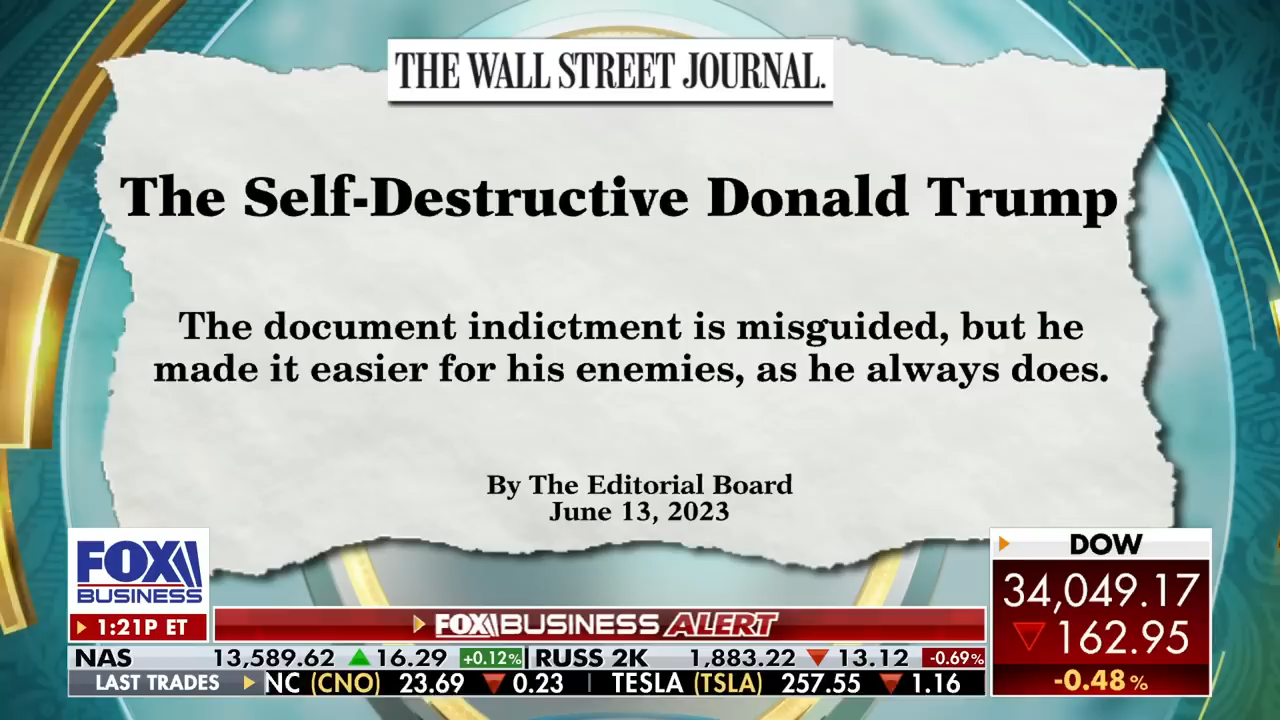 THE WALL STREET JOURNAL.
The Self-Destructive Donald Trump
The document indictment is misguided, but he
made it easier for his enemies, as he always does.
By The Editorial Board
June 13, 2023
FOX
BUSINESS
1:21P ET
FOX BUSINESS ALERT
DOW
34,049.17
162.95
-0.48%
NAS 13,589.62 16.29 +0.12% RUSS 2K 1,883.22 13.12 -0.69%
LAST TRADES NC (CNO) 23.69 0.23 TESLA (TSLA) 257.55 1.16